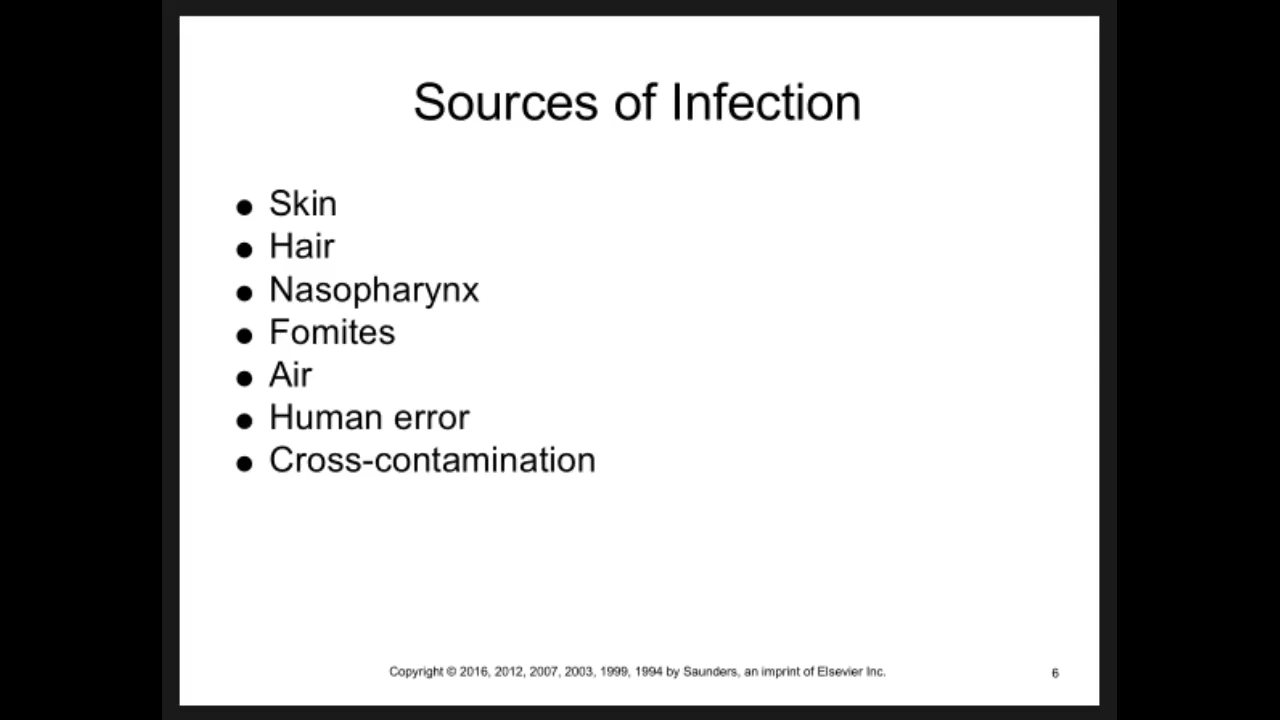 Sources of Infection
● Skin
● Hair
● Nasopharynx
● Fomites
● Air
● Human error
● Cross-contamination
Copyright © 2016, 2012, 2007, 2003, 1999, 1994 by Saunders, an imprint of Elsevier Inc.
6